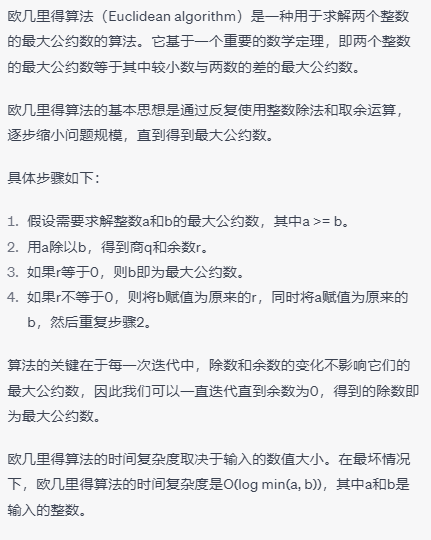 欧几里得算法（Euclidean algorithm）是一种用于求解两个整数
的最大公约数的算法。它基于一个重要的数学定理，即两个整数
的最大公约数等于其中较小数与两数的差的最大公约数。
欧几里得算法的基本思想是通过反复使用整数除法和取余运算，
逐步缩小问题规模，直到得到最大公约数。
具体步骤如下：
1. 假设需要求解整数a和b的最大公约数，其中a >= b。
2. 用a除以b，得到商q和余数r。
3. 如果r等于0，则b即为最大公约数。
4. 如果r不等于0，则将b赋值为原来的r，同时将a赋值为原来的
b，然后重复步骤2。
算法的关键在于每一次迭代中，除数和余数的变化不影响它们的
最大公约数，因此我们可以一直迭代直到余数为0，得到的除数即
为最大公约数。
欧几里得算法的时间复杂度取决于输入的数值大小。在最坏情况
下，欧几里得算法的时间复杂度是O(log min(a, b))，其中a和b是
输入的整数。